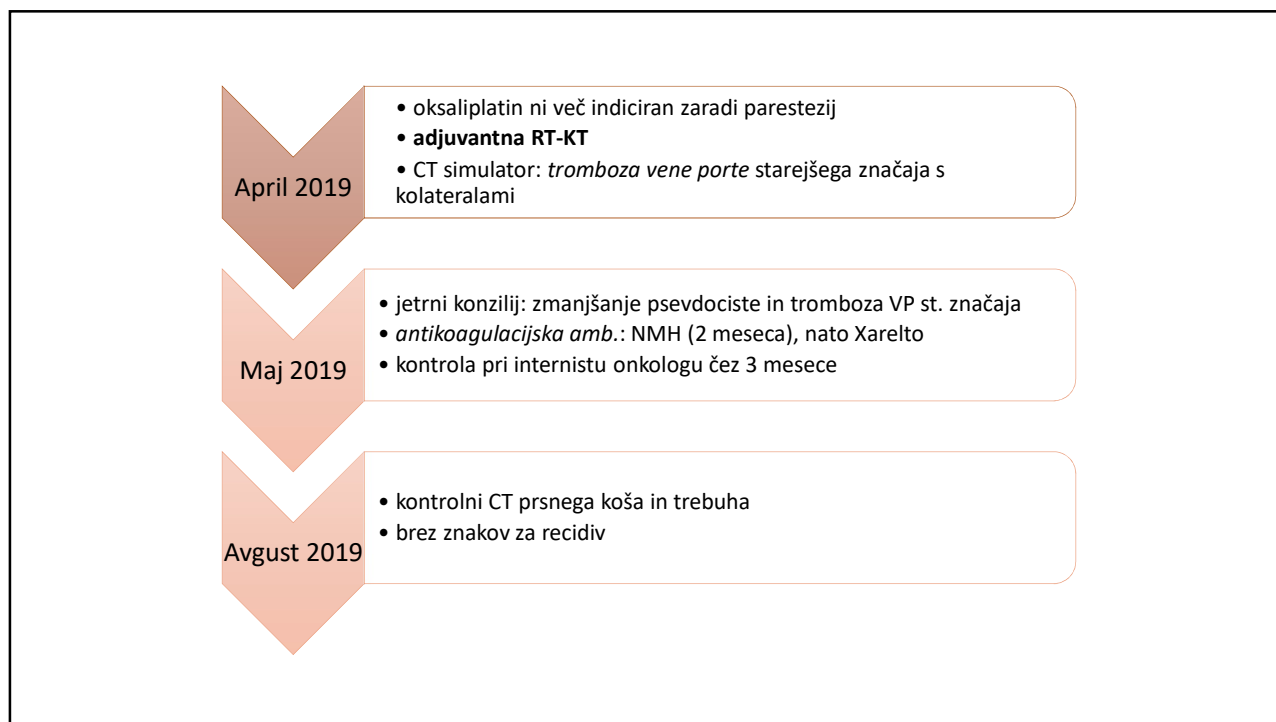 April 2019
• oksaliplatin ni več indiciran zaradi parestezij
• adjuvantna RT-KT
• CT simulator: tromboza vene porte starejšega značaja s
kolateralami
Maj 2019
• jetrni konzilij: zmanjšanje psevdociste in tromboza VP st. značaja
• antikoagulacijska amb.: NMH (2 meseca), nato Xarelto
• kontrola pri internistu onkologu čez 3 mesece
Avgust 2019
• kontrolni CT prsnega koša in trebuha
• brez znakov za recidiv